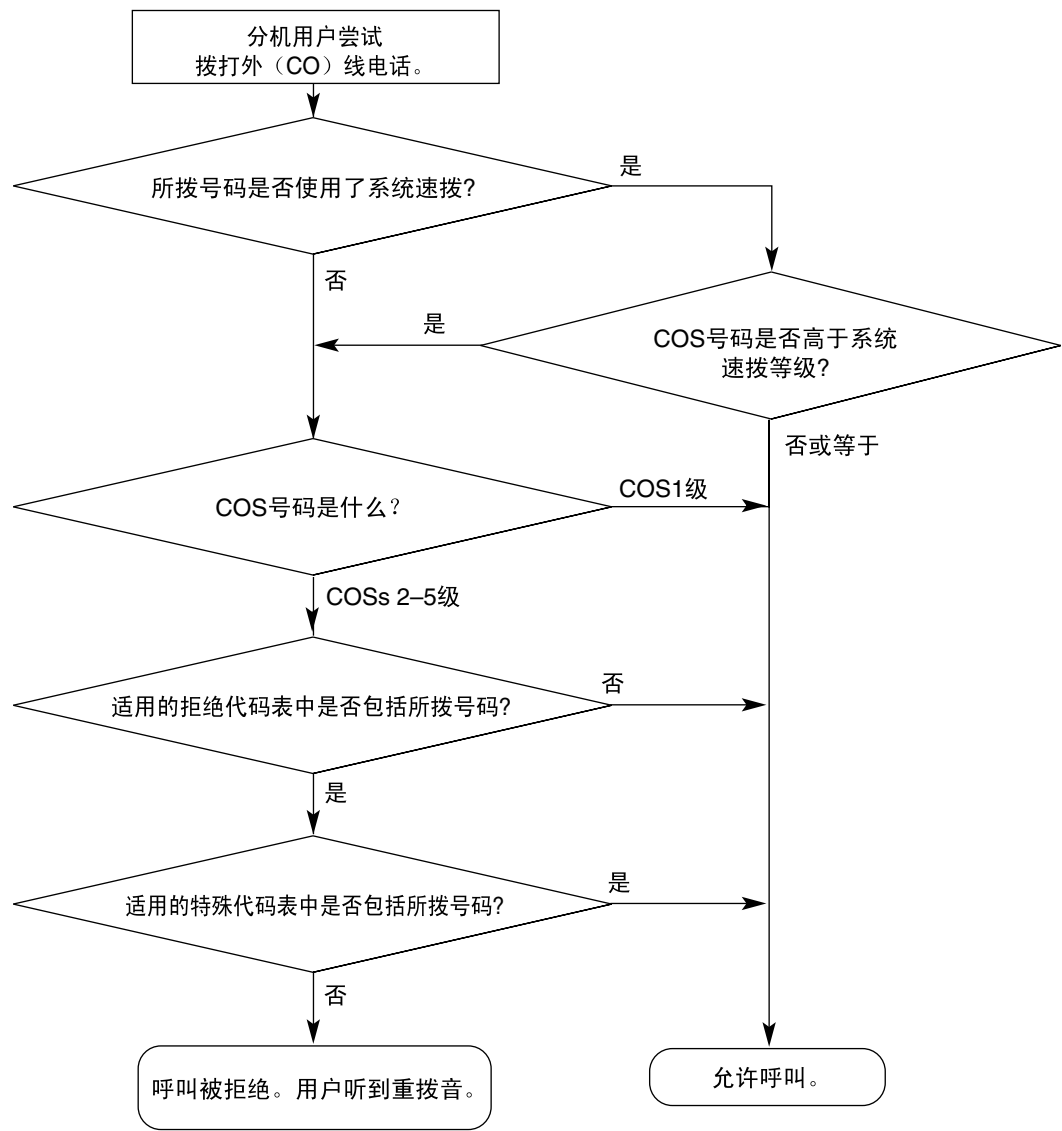 分机用户尝试
拨打外（CO）线电话。
所拨号码是否使用了系统速拨?
是
否
COS号码是否高于系统
速拨等级?
是
否或等于
COS号码是什么？
COS1级
COSs 2–5级
适用的拒绝代码表中是否包括所拨号码?
否
是
适用的特殊代码表中是否包括所拨号码?
是
否
呼叫被拒绝。用户听到重拨音。
允许呼叫。